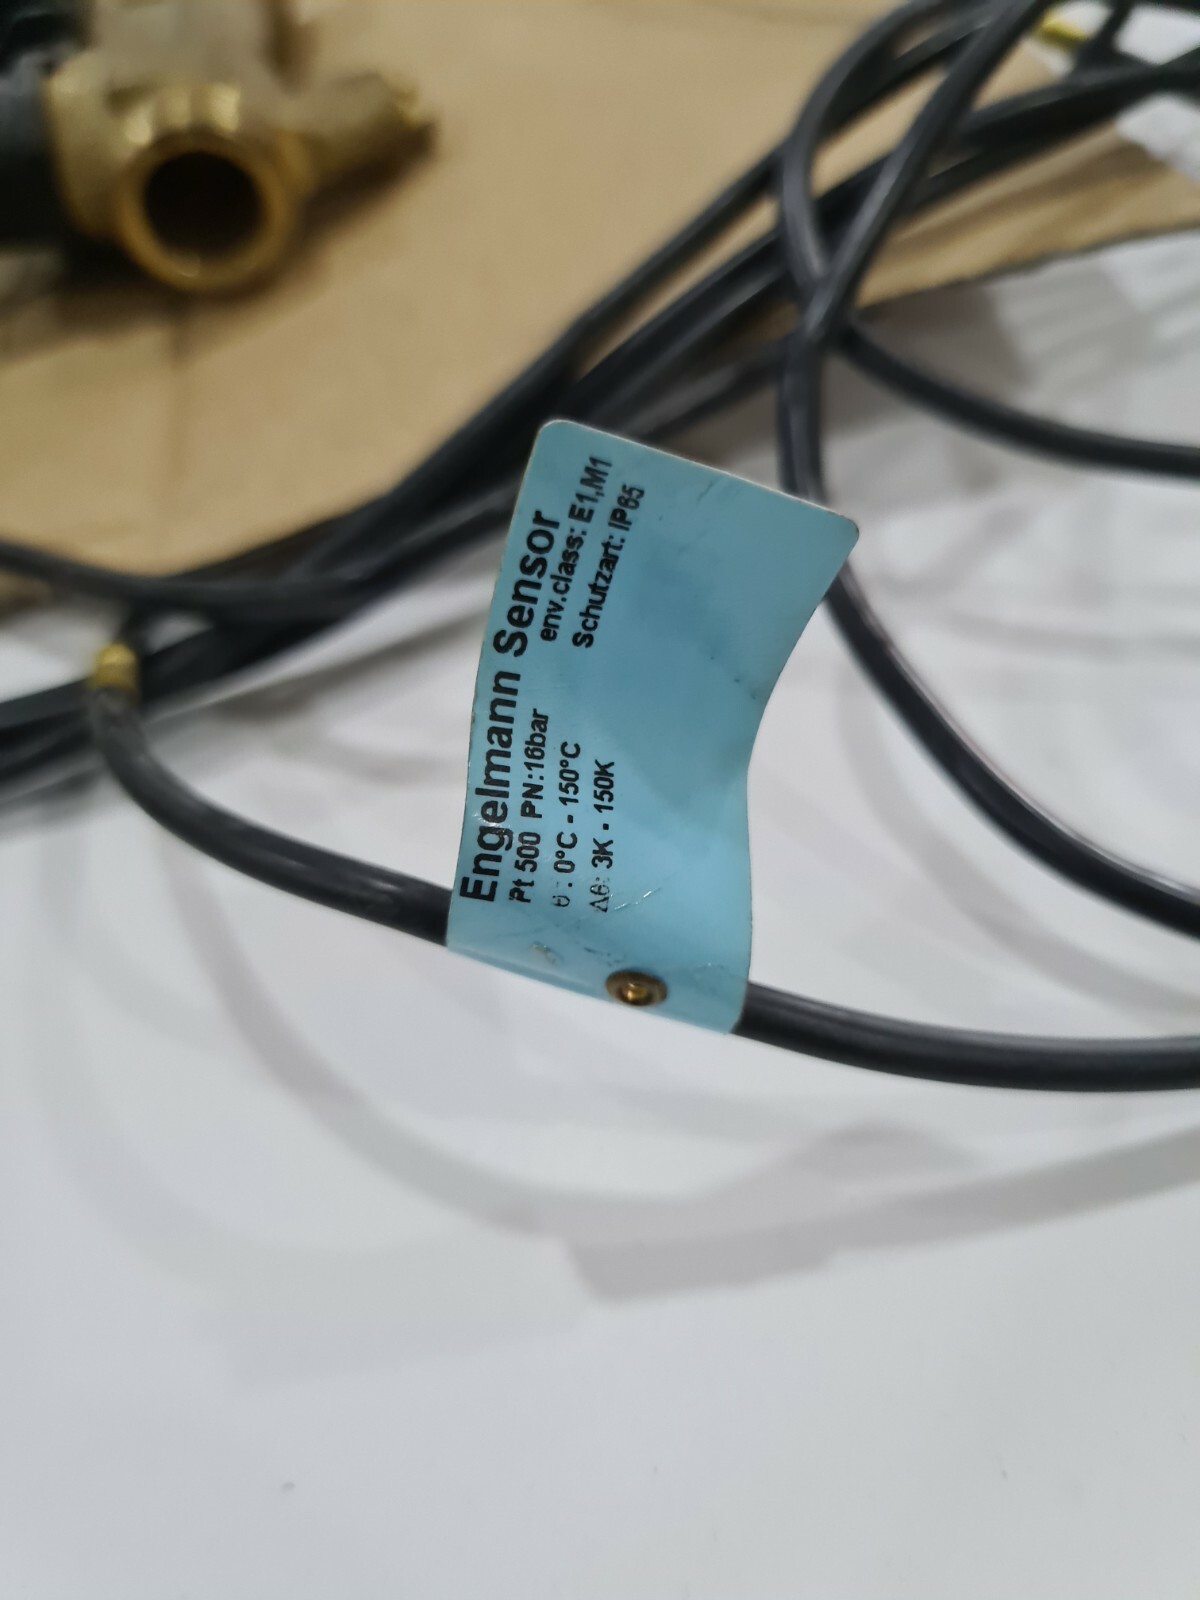 Engelmann Sensor
Pt 500 PN:16bar
env.class: E1,M1
θ: 0°C - 150°C
Schutzart: IP65
Δθ: 3K - 150K